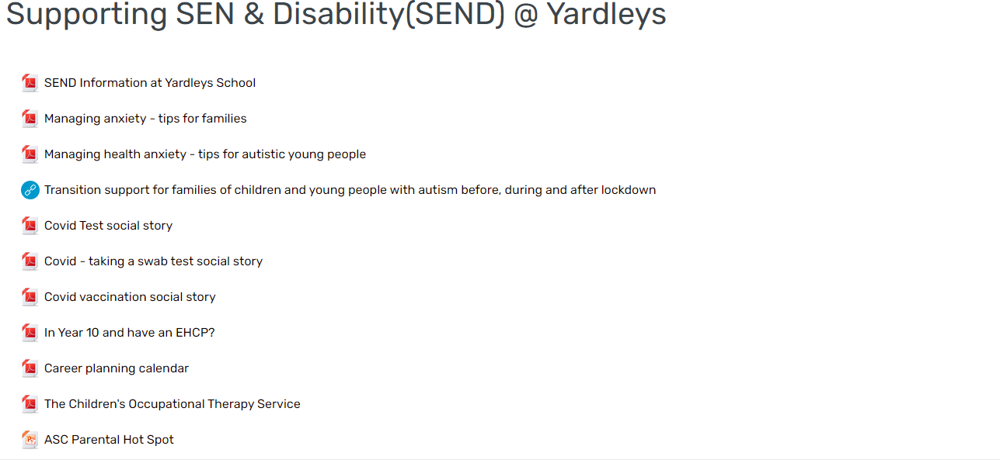 Supporting SEN & Disability(SEND) @ Yardleys
SEND Information at Yardleys School
Managing anxiety - tips for families
Managing health anxiety - tips for autistic young people
Transition support for families of children and young people with autism before, during and after lockdown
Covid Test social story
Covid - taking a swab test social story
Covid vaccination social story
In Year 10 and have an EHCP?
Career planning calendar
The Children's Occupational Therapy Service
ASC Parental Hot Spot